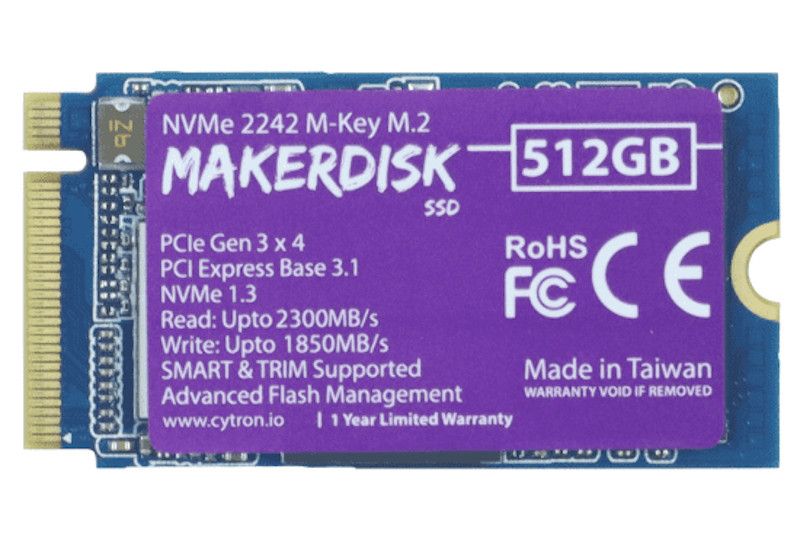 NVMe 2242 M-Key M.2
MAKERDISK
SSD
512GB
PCIe Gen 3 x 4
PCI Express Base 3.1
NVMe 1.3
Read: Upto 2300MB/s
Write: Upto 1850MB/s
SMART & TRIM Supported
Advanced Flash Management
www.cytron.io | 1 Year Limited Warranty
RoHS
FC CE
Made in Taiwan
WARRANTY VOID IF REMOVED